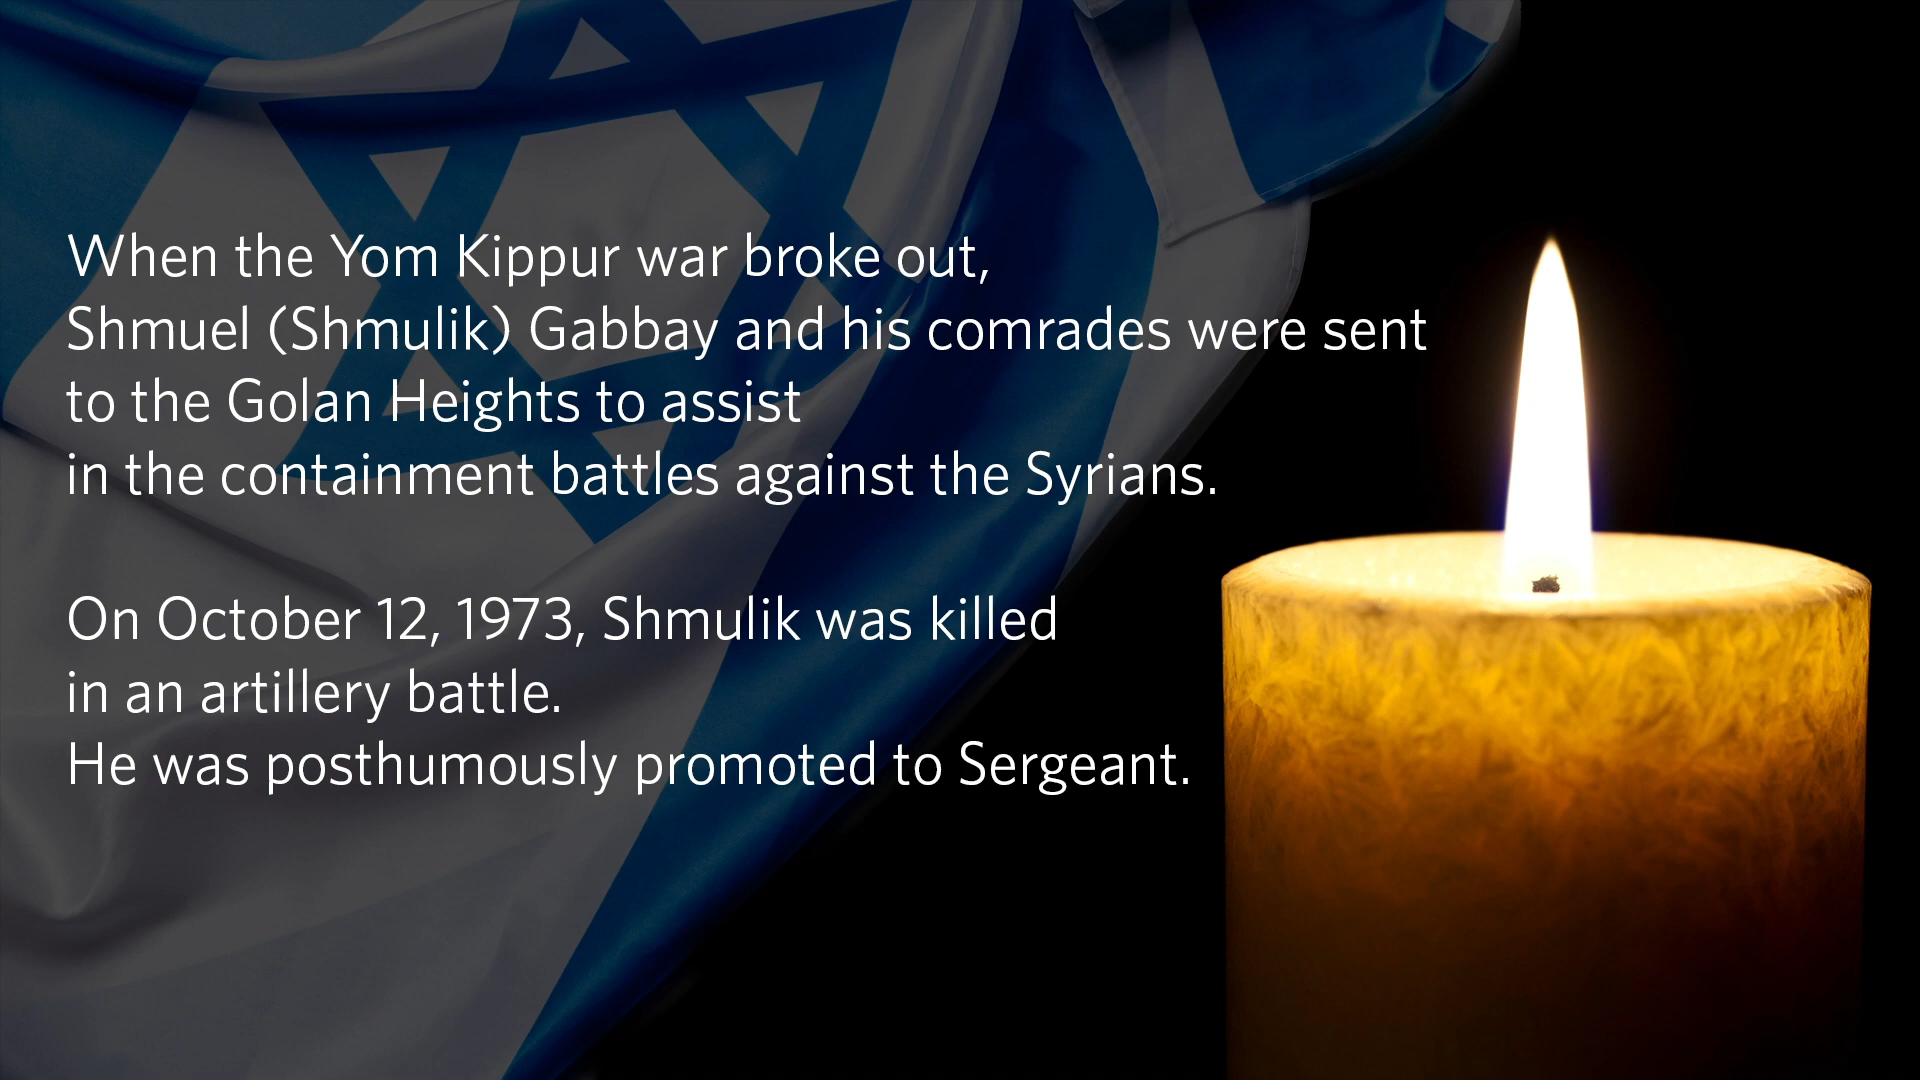 When the Yom Kippur war broke out,
Shmuel (Shmulik) Gabbay and his comrades were sent
to the Golan Heights to assist
in the containment battles against the Syrians.
On October 12, 1973, Shmulik was killed
in an artillery battle.
He was posthumously promoted to Sergeant.